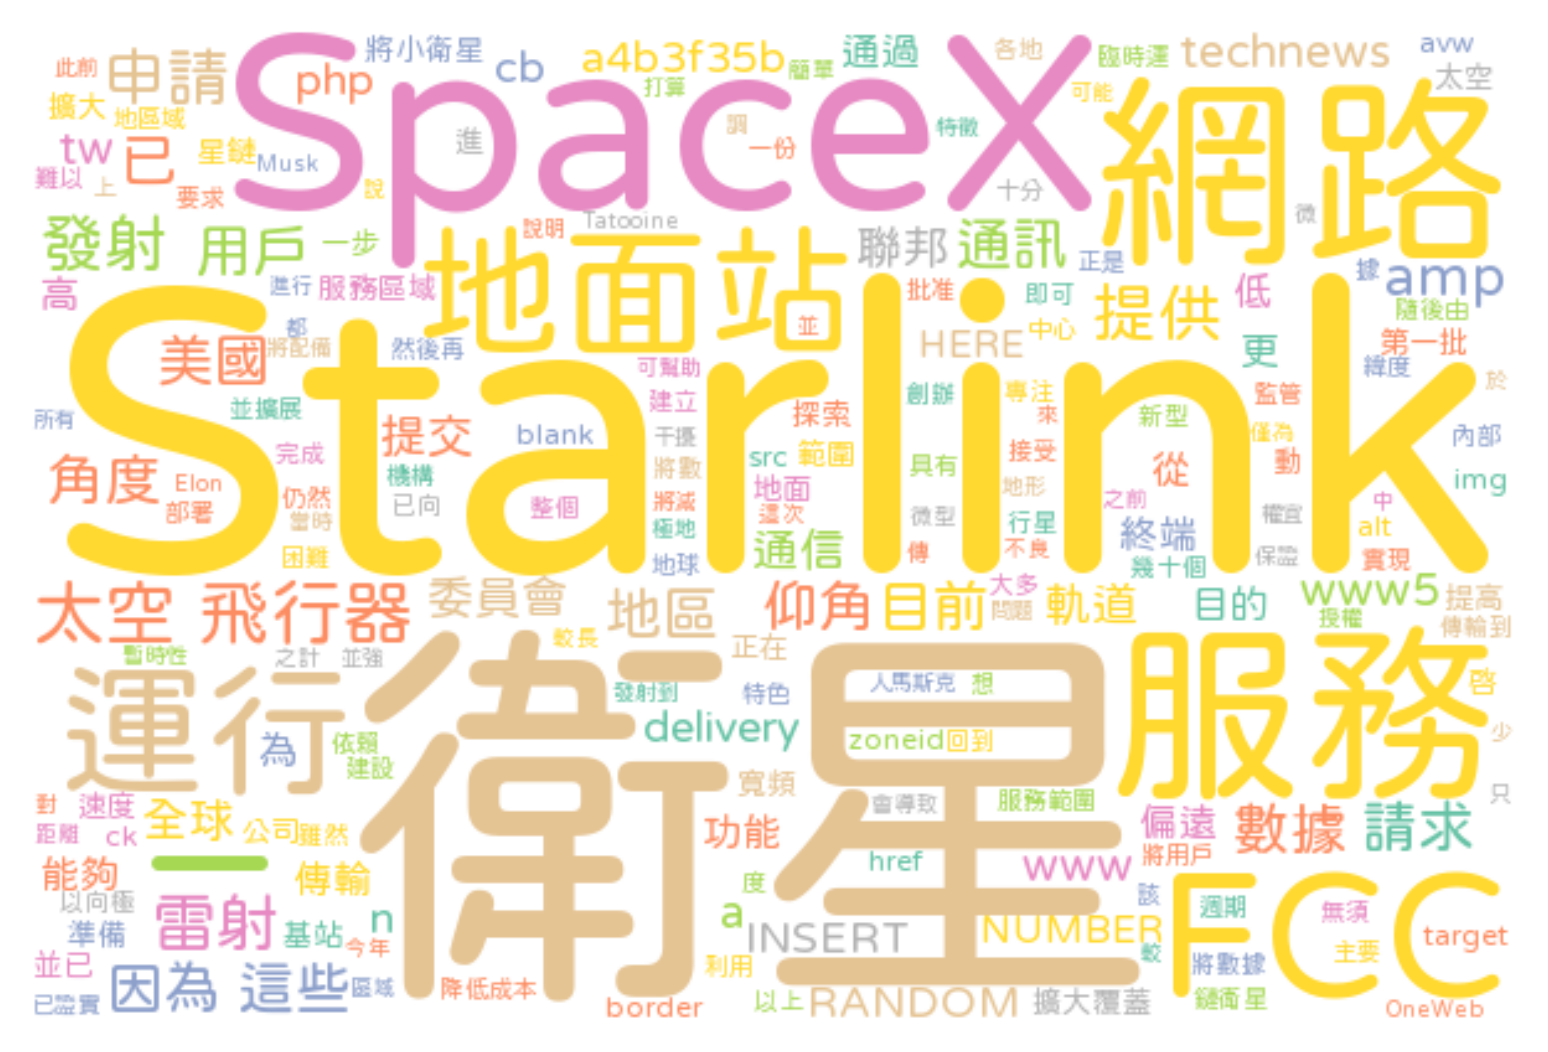 此前 申請 將小衛星 cb a4b3f35b 簡單 通過 各地 臨時運 technews avw
擴大 地區域 php SpaceX 打算 可能 太空
tw 已 星鏈 Musk 進 調 一份 特徵 網路
難以 上 要求 說 十分 微
發射 用戶 一步 說明 Tatooine 聯邦 通訊 正是 據 amp
高 進行 服務區域 地面站 並 批准 即可 提供 低 隨後由
美國 都 將配備 然後再 HERE 中心 更 第一批
Starlink 可幫助 緯度
所有 並擴展 建立 探索 創辦 專注 來 新型 監管 於
提交 blank 干擾 僅為 內部
角度 完成 機構 將數 src 範圍 具有 接受 從 動 img
Elon 仍然 已向 整個 將減 地面 地形 之前 中
部署 當時 極地 這次 微型 行星 終端 權宜 alt
困難 地球 通信 傳 不良 幾十個 保證 實現
太空 飛行器 委員會 地區 仰角 目前 大多 問題 軌道 目的 www5 授權 提高
傳輸到
暫時性 之計 並強 較長 正在
運行 衛星 發射到 特色 人馬斯克 想 服務 啓
為 依賴 建設 delivery zoneid 回到 少
寬頻 只
對 速度 全球 公司 雖然 會導致 服務範圍 偏遠 數據 請求
距離 ck 功能 將用戶
能夠 一 傳輸 href www FCC
以向極 雷射 度 該 週期 無須
準備 基站 n 今年 a INSERT NUMBER 較 主要 target
並已 因為 這些 區域 利用 將數據
已證實 降低成本 border 以上 RANDOM 擴大覆蓋 鏈衛星 OneWeb